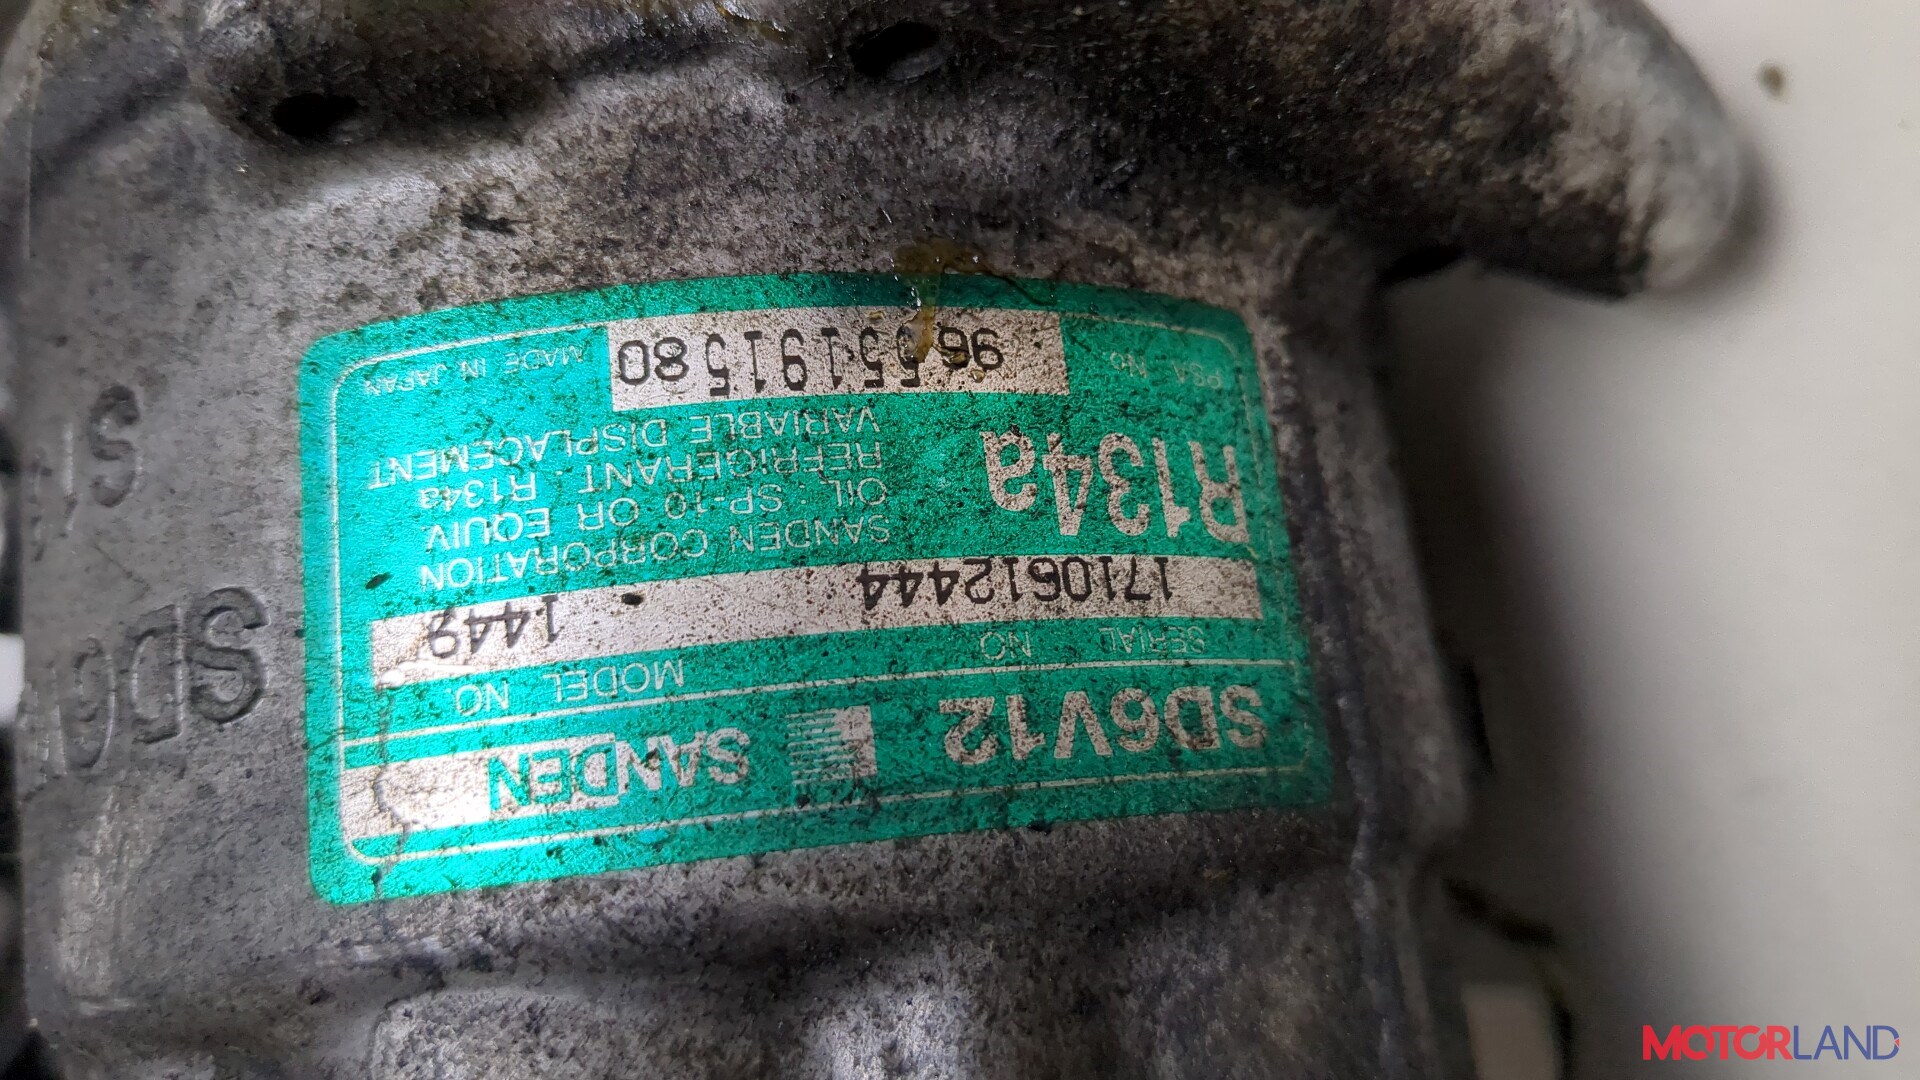 SD6V12 SANDEN
SERIAL NO MODEL NO
1710612444 1449
R134a
SANDEN CORPORATION
OIL : SP-10 OR EQUIV
REFRIGERANT : R134a
VARIABLE DISPLACEMENT
PSA No. 9655191580 MADE IN JAPAN
MOTORLAND